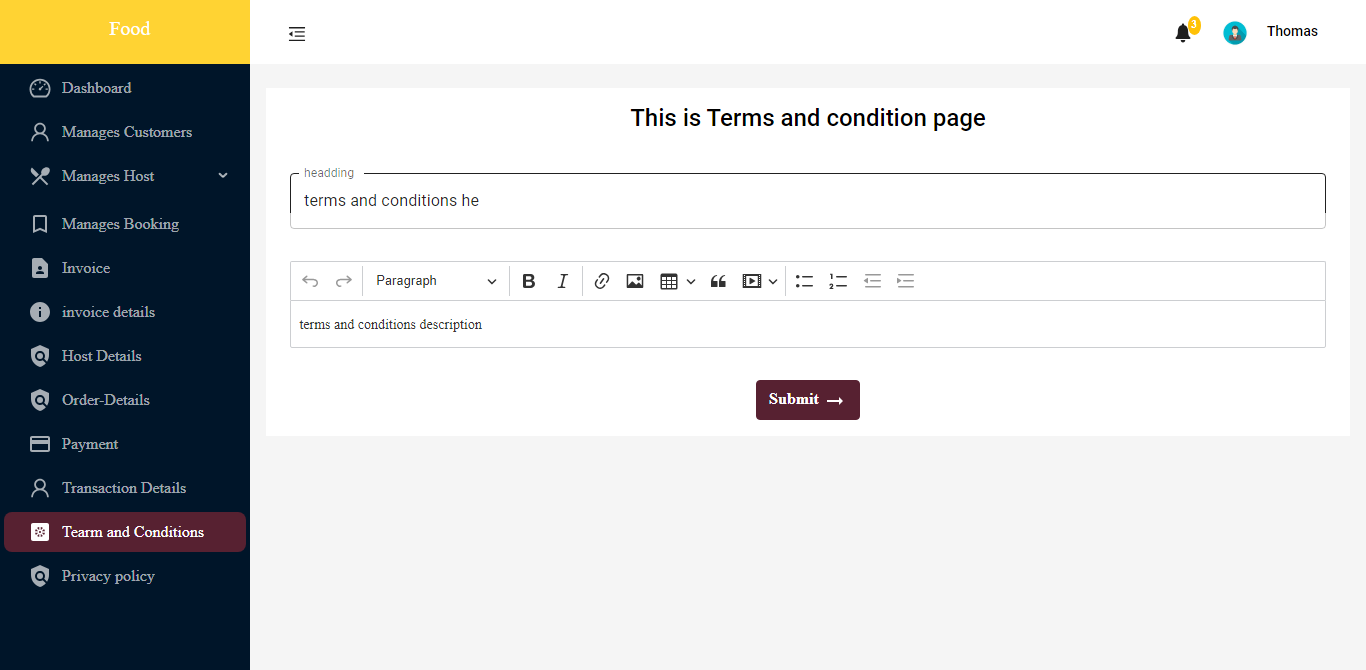 Food
3
Thomas
Dashboard
Manages Customers
Manages Host
Manages Booking
Invoice
invoice details
Host Details
Order-Details
Payment
Transaction Details
Tearm and Conditions
Privacy policy
This is Terms and condition page
headding
terms and conditions he
Paragraph
terms and conditions description
Submit →